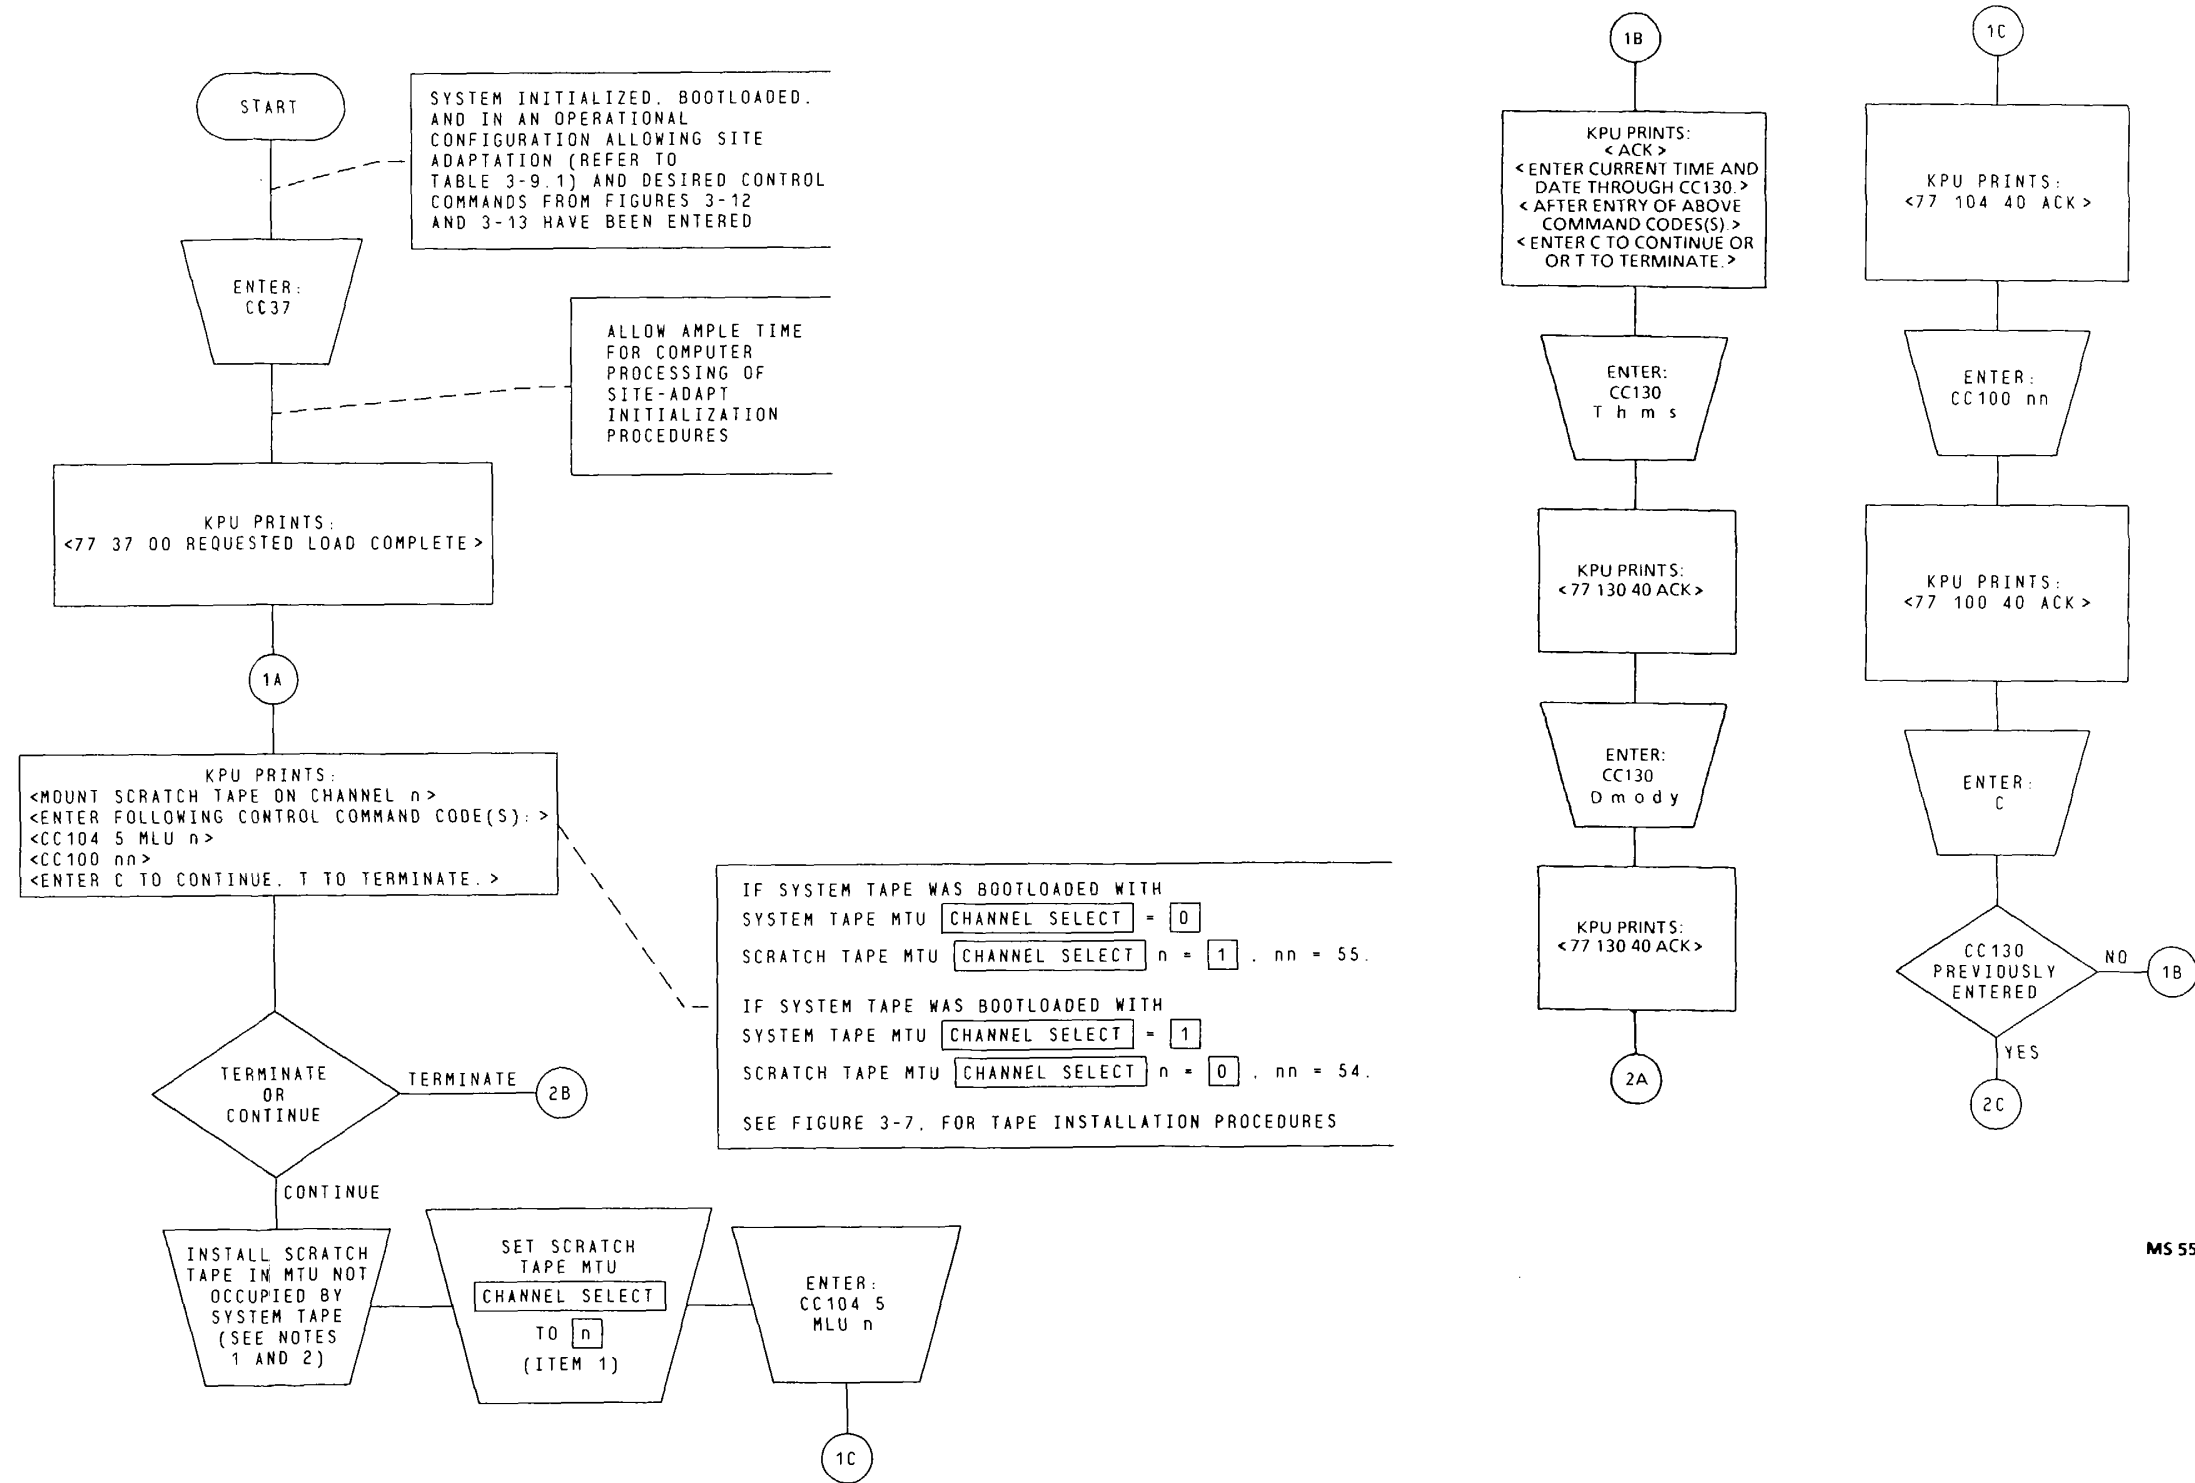 START
SYSTEM INITIALIZED, BOOTLOADED,
AND IN AN OPERATIONAL
CONFIGURATION ALLOWING SITE
ADAPTATION (REFER TO
TABLE 3-9.1) AND DESIRED CONTROL
COMMANDS FROM FIGURES 3-12
AND 3-13 HAVE BEEN ENTERED
ENTER:
CC37
ALLOW AMPLE TIME
FOR COMPUTER
PROCESSING OF
SITE-ADAPT
INITIALIZATION
PROCEDURES
KPU PRINTS:
<77 37 00 REQUESTED LOAD COMPLETE>
1A
KPU PRINTS:
<MOUNT SCRATCH TAPE ON CHANNEL n>
<ENTER FOLLOWING CONTROL COMMAND CODE(S):>
<CC104 5 MLU n>
<CC100 nn>
<ENTER C TO CONTINUE, T TO TERMINATE.>
IF SYSTEM TAPE WAS BOOTLOADED WITH
SYSTEM TAPE MTU CHANNEL SELECT = 0
SCRATCH TAPE MTU CHANNEL SELECT n = 1 , nn = 55.
IF SYSTEM TAPE WAS BOOTLOADED WITH
SYSTEM TAPE MTU CHANNEL SELECT = 1
SCRATCH TAPE MTU CHANNEL SELECT n = 0 , nn = 54.
SEE FIGURE 3-7, FOR TAPE INSTALLATION PROCEDURES
TERMINATE
OR
CONTINUE
TERMINATE
2B
CONTINUE
INSTALL SCRATCH
TAPE IN MTU NOT
OCCUPIED BY
SYSTEM TAPE
(SEE NOTES
1 AND 2)
SET SCRATCH
TAPE MTU
CHANNEL SELECT
TO n
(ITEM 1)
ENTER:
CC104 5
MLU n
1C
1B
KPU PRINTS:
<ACK>
<ENTER CURRENT TIME AND
DATE THROUGH CC130.>
<AFTER ENTRY OF ABOVE
COMMAND CODES(S).>
<ENTER C TO CONTINUE OR
OR T TO TERMINATE.>
ENTER:
CC130
T h m s
KPU PRINTS:
<77 130 40 ACK>
ENTER:
CC130
D m o d y
KPU PRINTS:
<77 130 40 ACK>
2A
1C
KPU PRINTS:
<77 104 40 ACK>
ENTER:
CC100 nn
KPU PRINTS:
<77 100 40 ACK>
ENTER:
C
CC130
PREVIOUSLY
ENTERED
NO
1B
YES
2C
MS 55